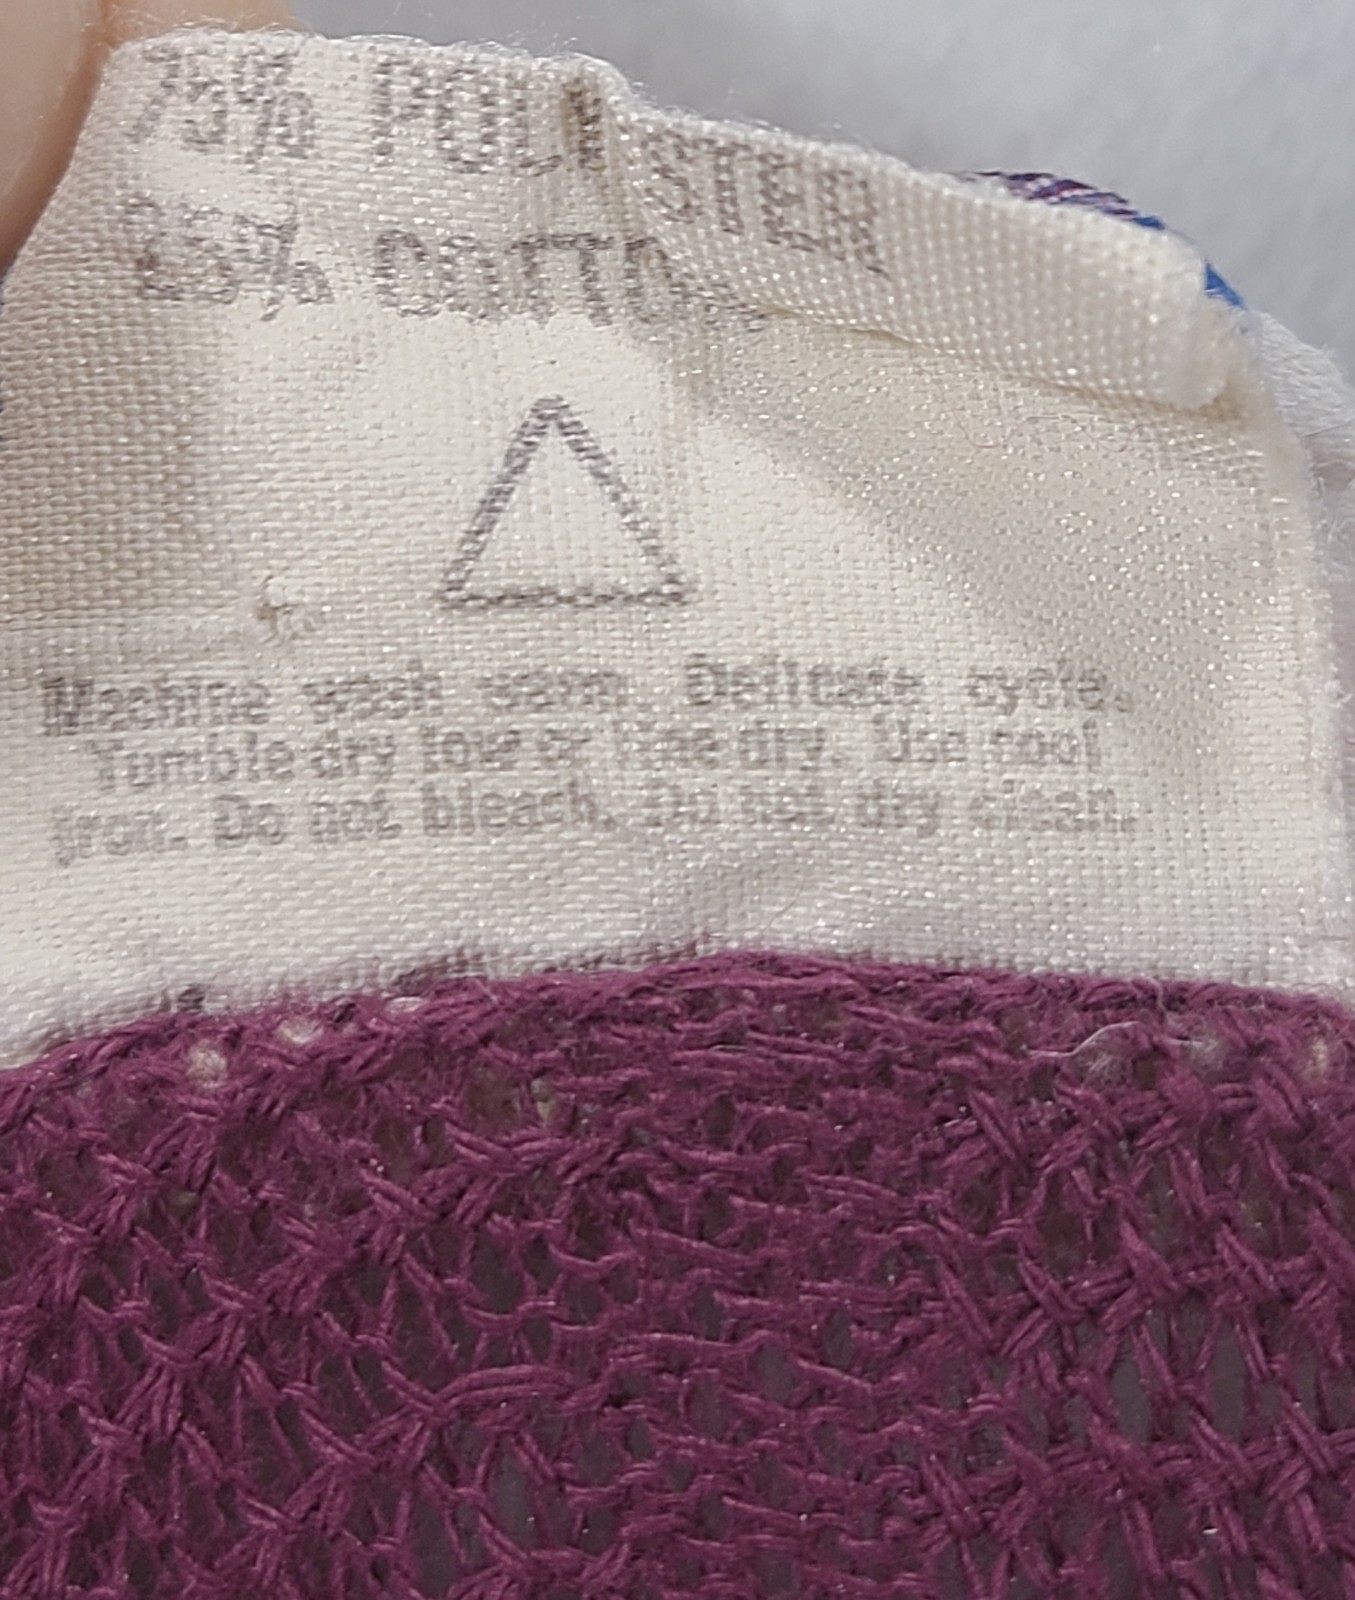 75% POLYESTER
25% COTTON
Machine wash warm. Delicate cycle.
Tumble dry low or line dry. Use cool
iron. Do not bleach. Do not dry clean.